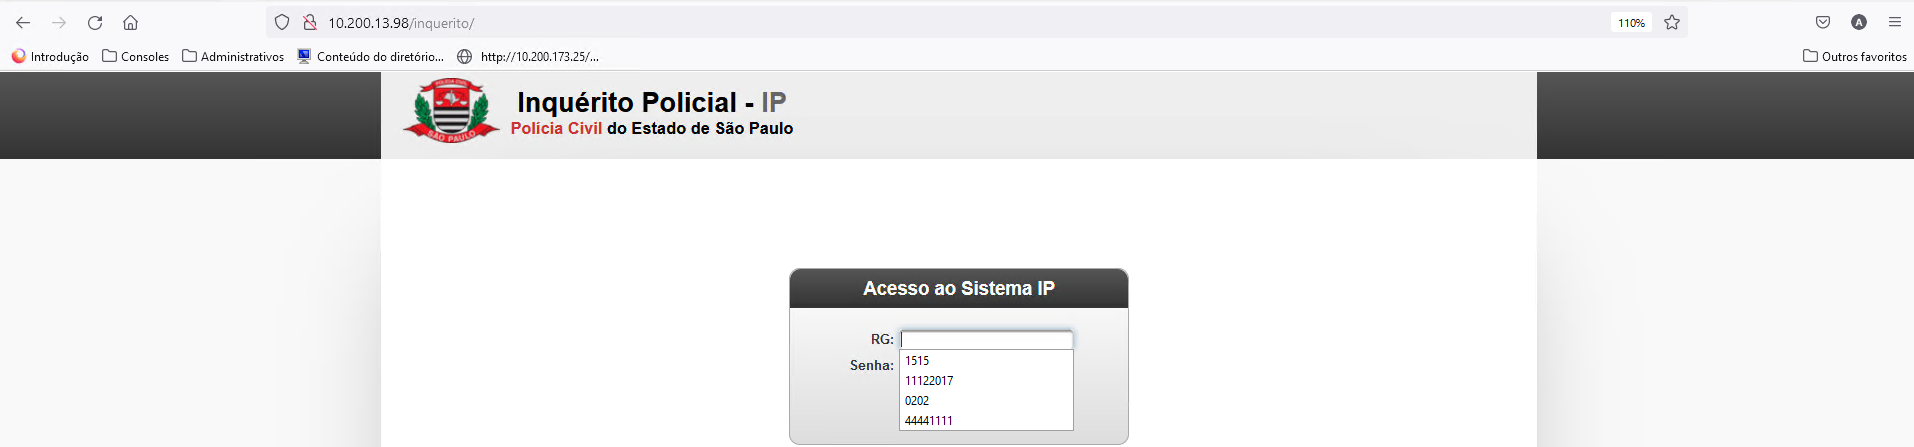 10.200.13.98/inquerito/
110%
A
Introdução Consoles Administrativos Conteúdo do diretório... http://10.200.173.25/... Outros favoritos
SÃO PAULO
Inquérito Policial - IP
Polícia Civil do Estado de São Paulo
Acesso ao Sistema IP
RG:
Senha:
1515
11122017
0202
44441111